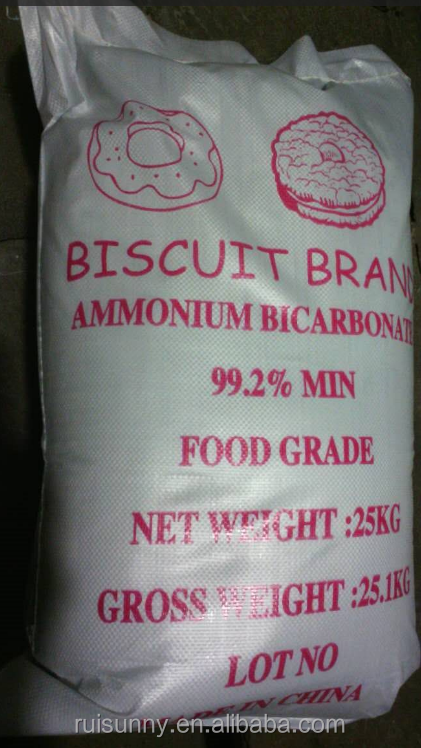 BISCUIT BRAND
AMMONIUM BICARBONATE
99.2% MIN
FOOD GRADE
NET WEIGHT :25KG
GROSS WEIGHT :25.1KG
LOT NO
MADE IN CHINA
ruisunny.en.alibaba.com